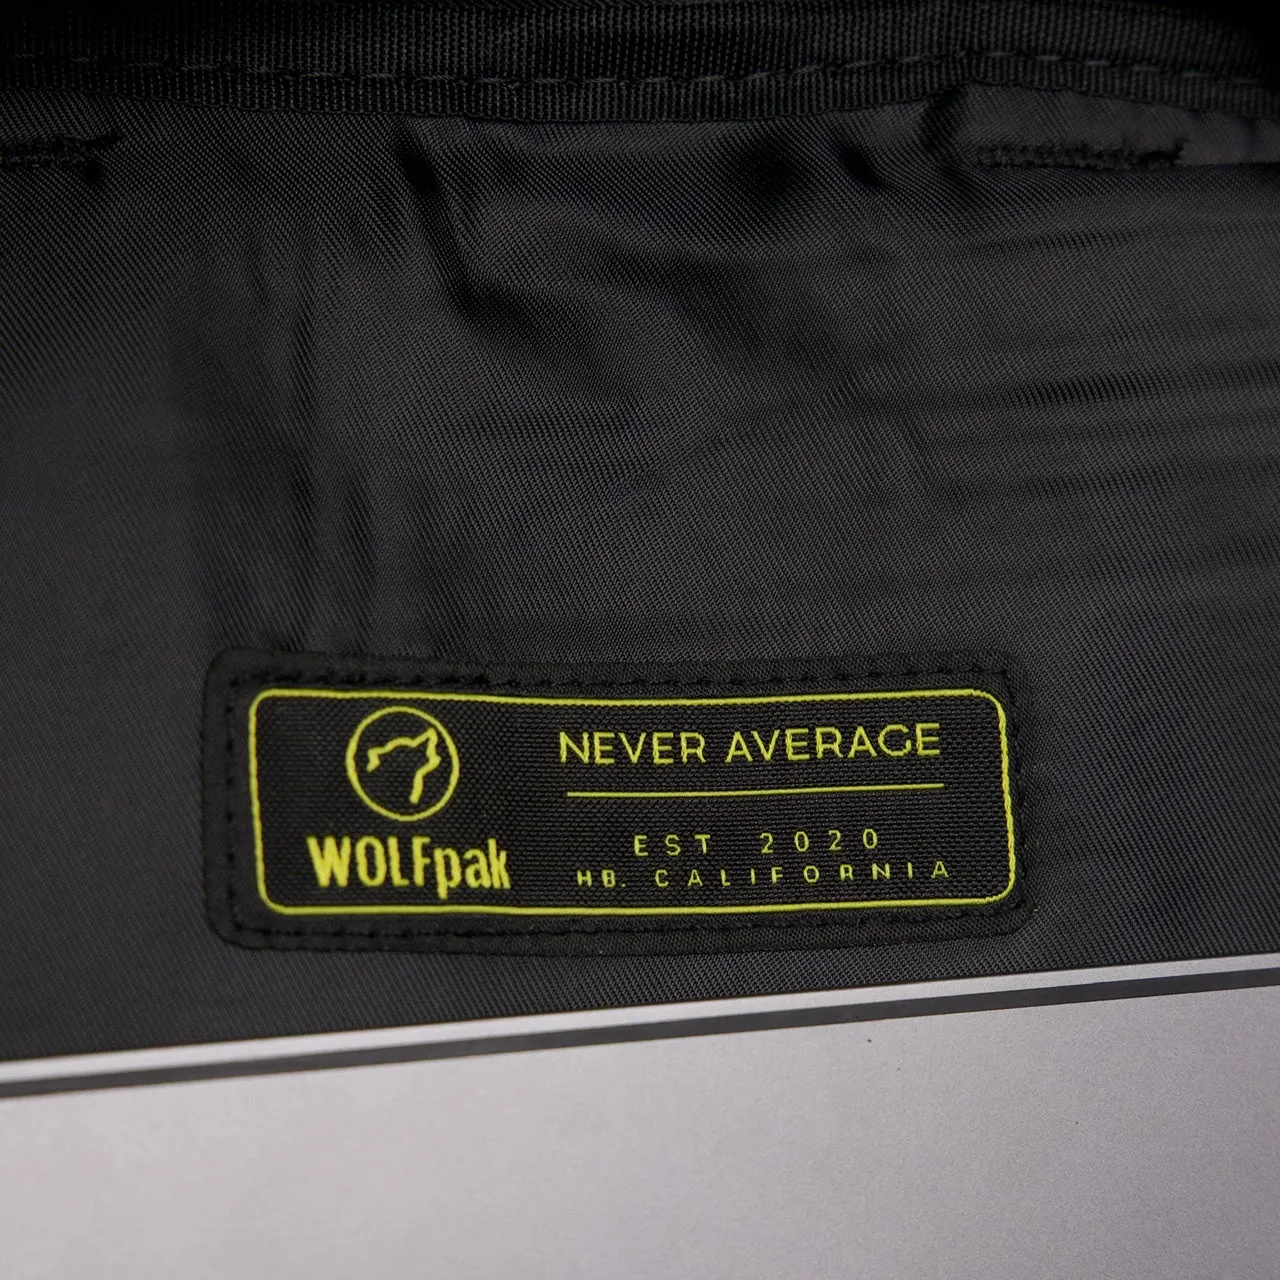 WOLFpak
NEVER AVERAGE
EST 2020
HB. CALIFORNIA